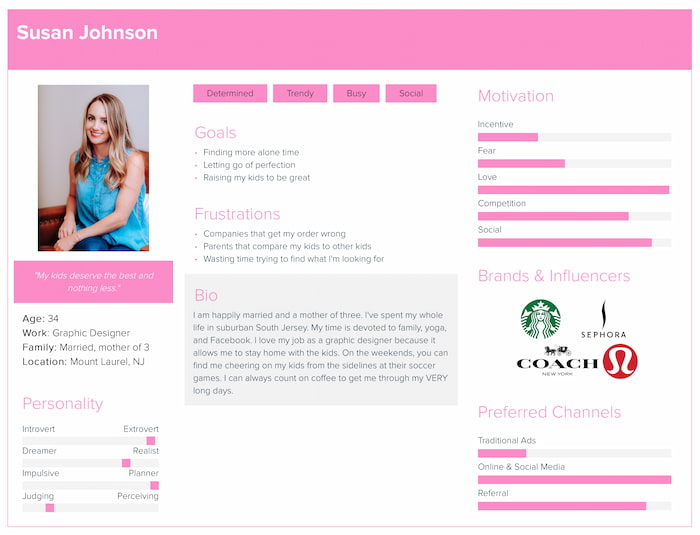 Susan Johnson
"My kids deserve the best and
nothing less."
Age: 34
Work: Graphic Designer
Family: Married, mother of 3
Location: Mount Laurel, NJ
Personality
Introvert Extrovert
Dreamer Realist
Impulsive Planner
Judging Perceiving
Determined Trendy Busy Social
Goals
Finding more alone time
Letting go of perfection
Raising my kids to be great
Frustrations
Companies that get my order wrong
Parents that compare my kids to other kids
Wasting time trying to find what I'm looking for
Bio
I am happily married and a mother of three. I've spent my whole
life in suburban South Jersey. My time is devoted to family, yoga,
and Facebook. I love my job as a graphic designer because it
allows me to stay home with the kids. On the weekends, you can
find me cheering on my kids from the sidelines at their soccer
games. I can always count on coffee to get me through my VERY
long days.
Motivation
Incentive
Fear
Love
Competition
Social
Brands & Influencers
SEPHORA
COACH
NEW YORK
Preferred Channels
Traditional Ads
Online & Social Media
Referral